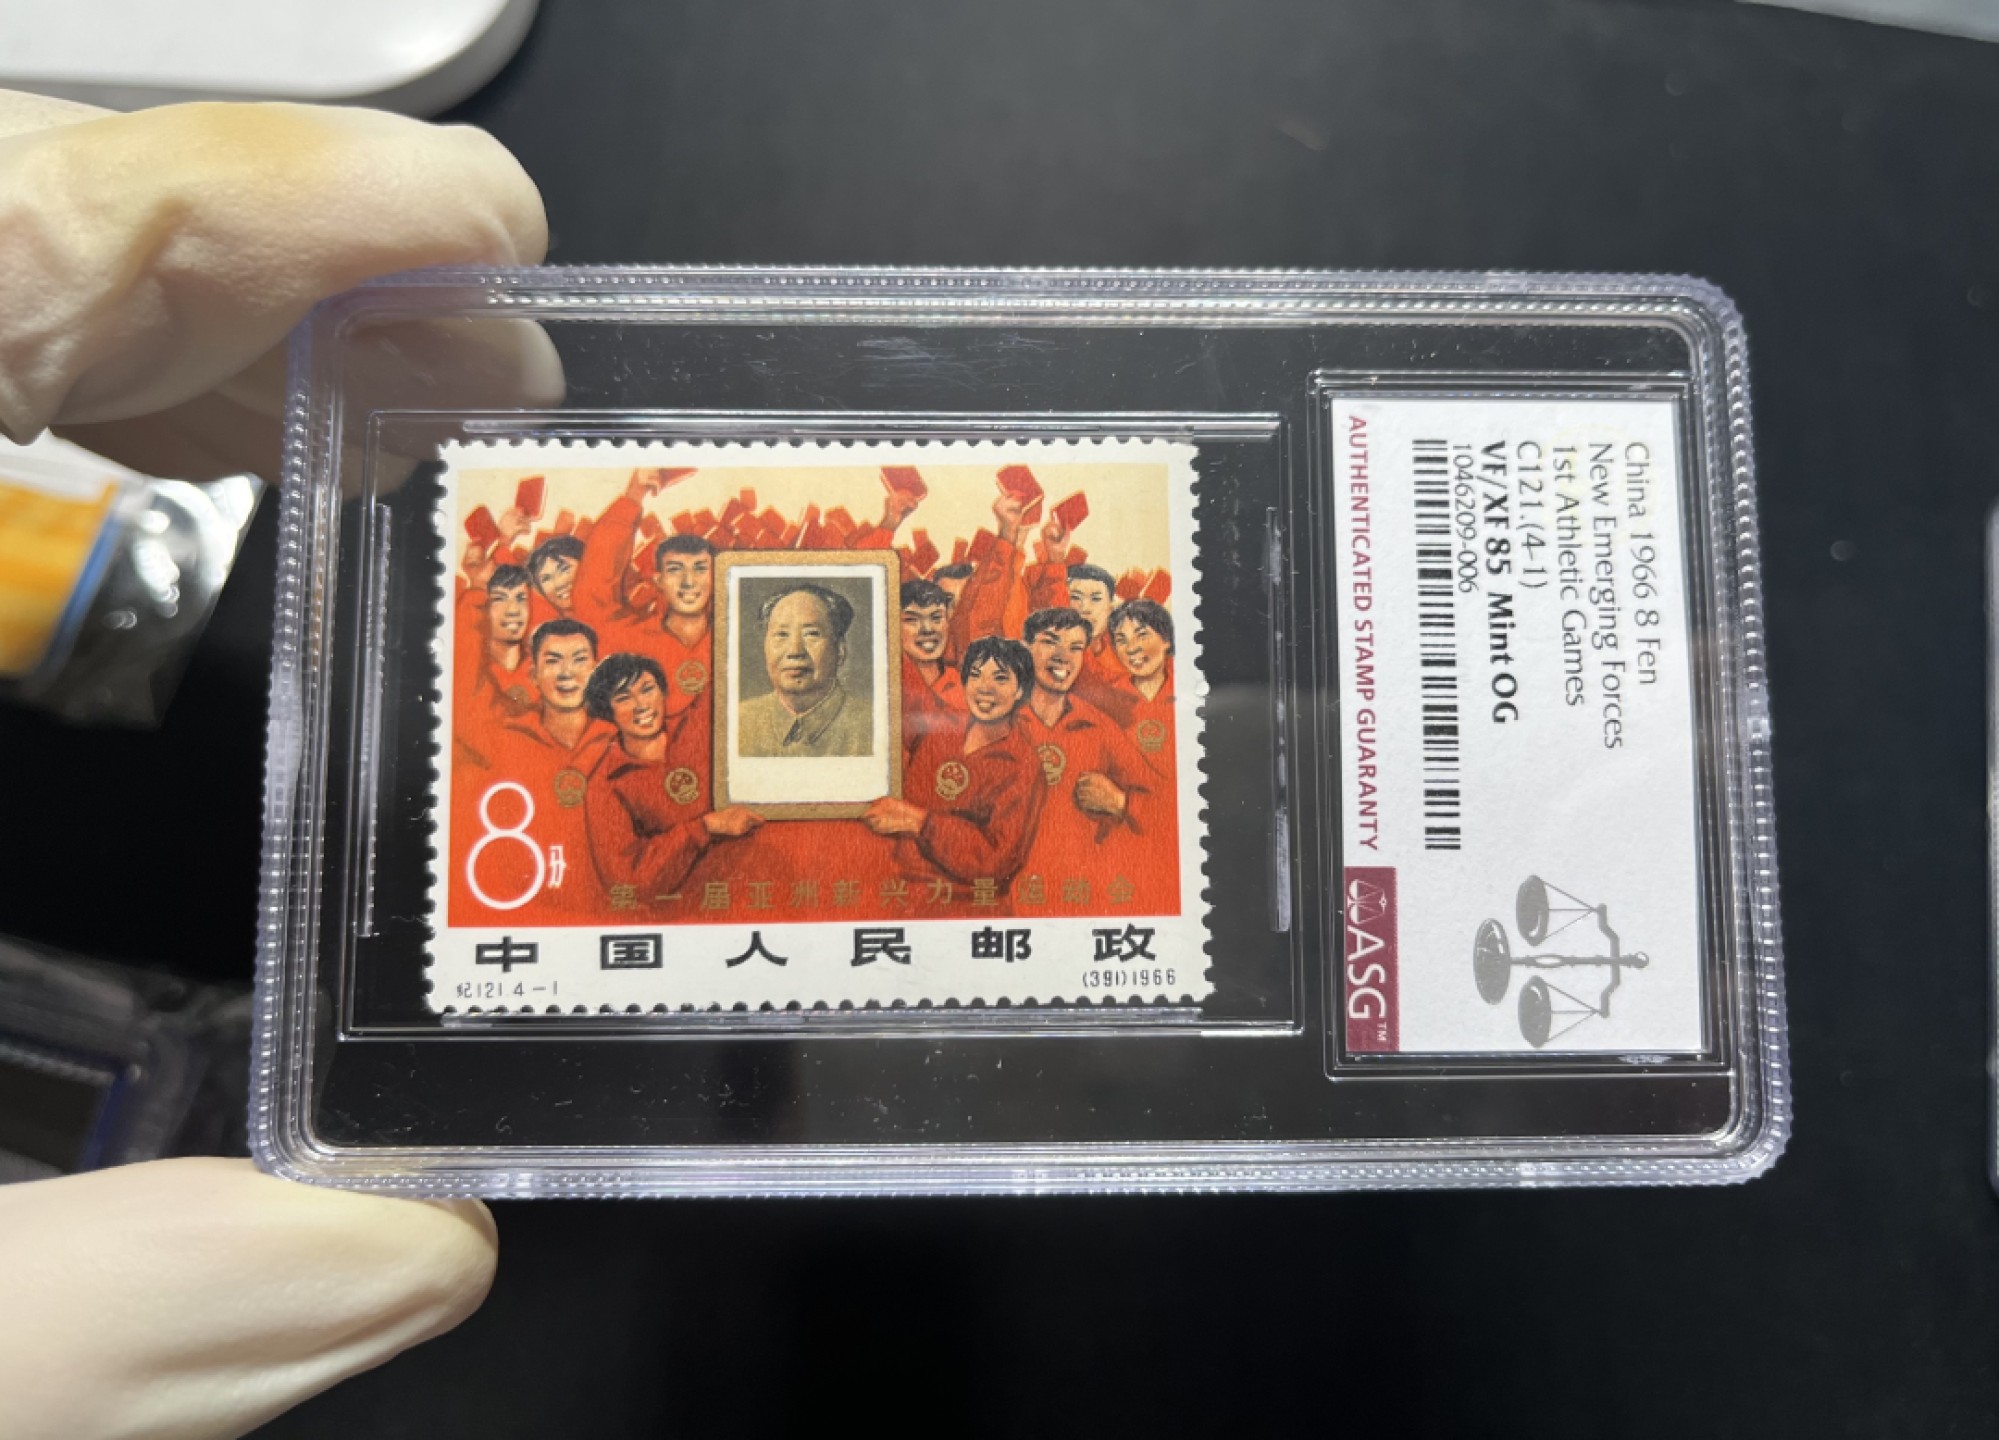 8分
第一届亚洲新兴力量运动会
中国人民邮政
纪121.4-1
(391)1966
China 1966 8 Fen
New Emerging Forces
1st Athletic Games
C121.(4-1)
VF/XF 85 Mint OG
1046209-006
AUTHENTICATED STAMP GUARANTY
ASG™